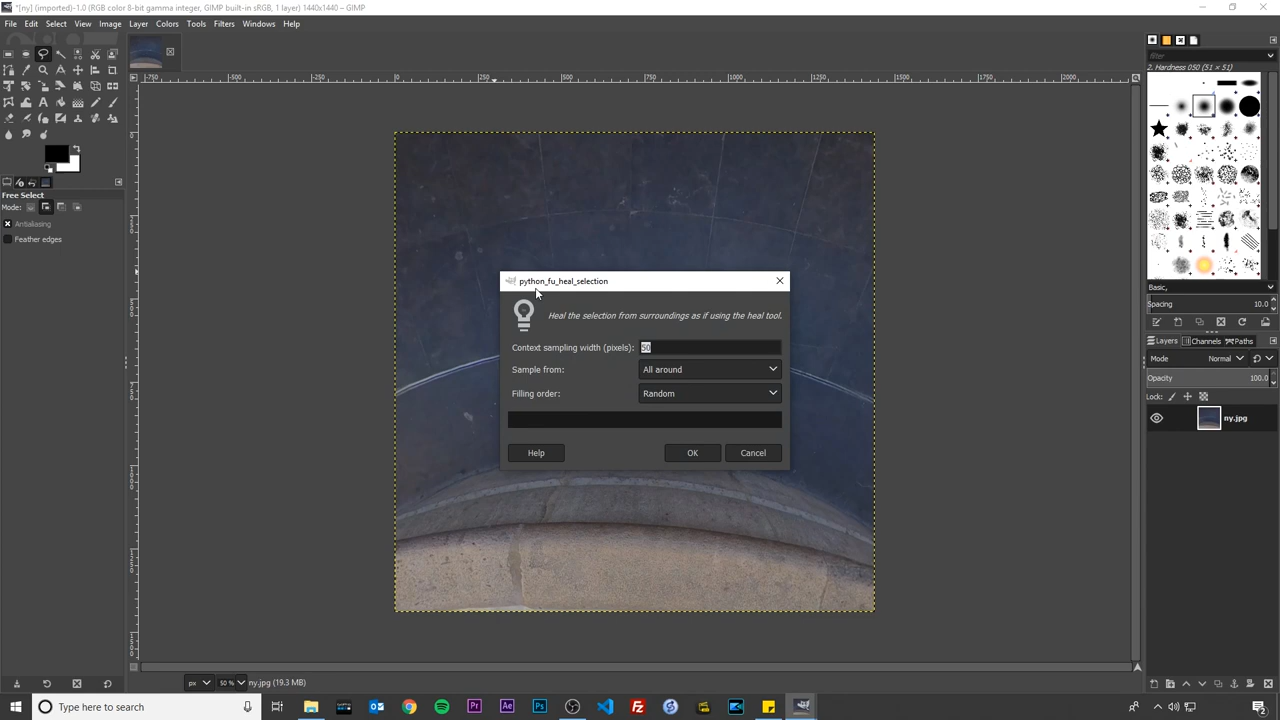 *[ny] (imported)-1.0 (RGB color 8-bit gamma integer, GIMP built-in sRGB, 1 layer) 1440x1440 – GIMP
File Edit Select View Image Layer Colors Tools Filters Windows Help
filter
2. Hardness 050 (51 × 51)
Free Select
Mode:
Antialiasing
Feather edges
python_fu_heal_selection
Heal the selection from surroundings as if using the heal tool.
Context sampling width (pixels): 50
Sample from: All around
Filling order: Random
Help OK Cancel
Basic,
Spacing 10.0
Layers Channels Paths
Mode Normal
Opacity 100.0
Lock:
ny.jpg
px 50 % ny.jpg (19.3 MB)
Type here to search